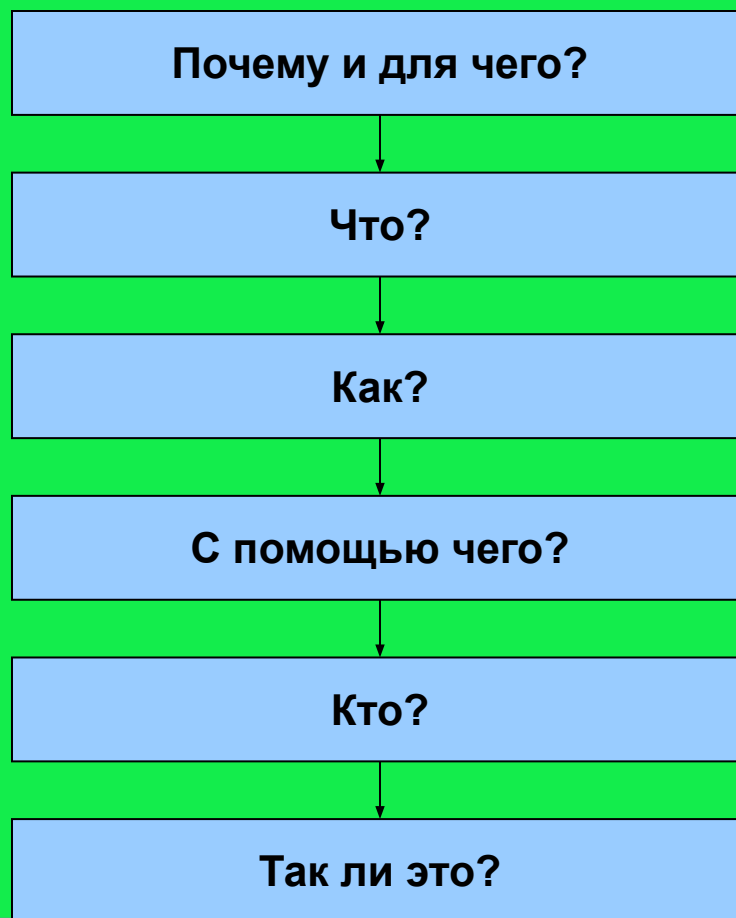 Почему и для чего?
Что?
Как?
С помощью чего?
Кто?
Так ли это?